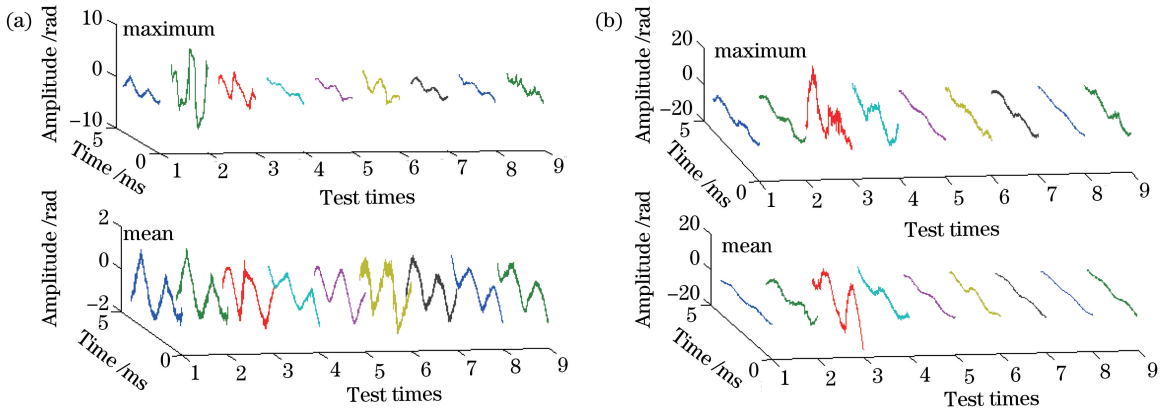 (a)
Amplitude /rad
10
0
−10
maximum
5
0
Time /ms
1 2 3 4 5 6 7 8 9
Test times
Amplitude /rad
2
0
−2
mean
5
0
Time /ms
1 2 3 4 5 6 7 8 9
Test times
(b)
Amplitude /rad
20
0
−20
maximum
5
0
Time /ms
1 2 3 4 5 6 7 8 9
Test times
Amplitude /rad
20
0
−20
mean
5
0
Time /ms
1 2 3 4 5 6 7 8 9
Test times